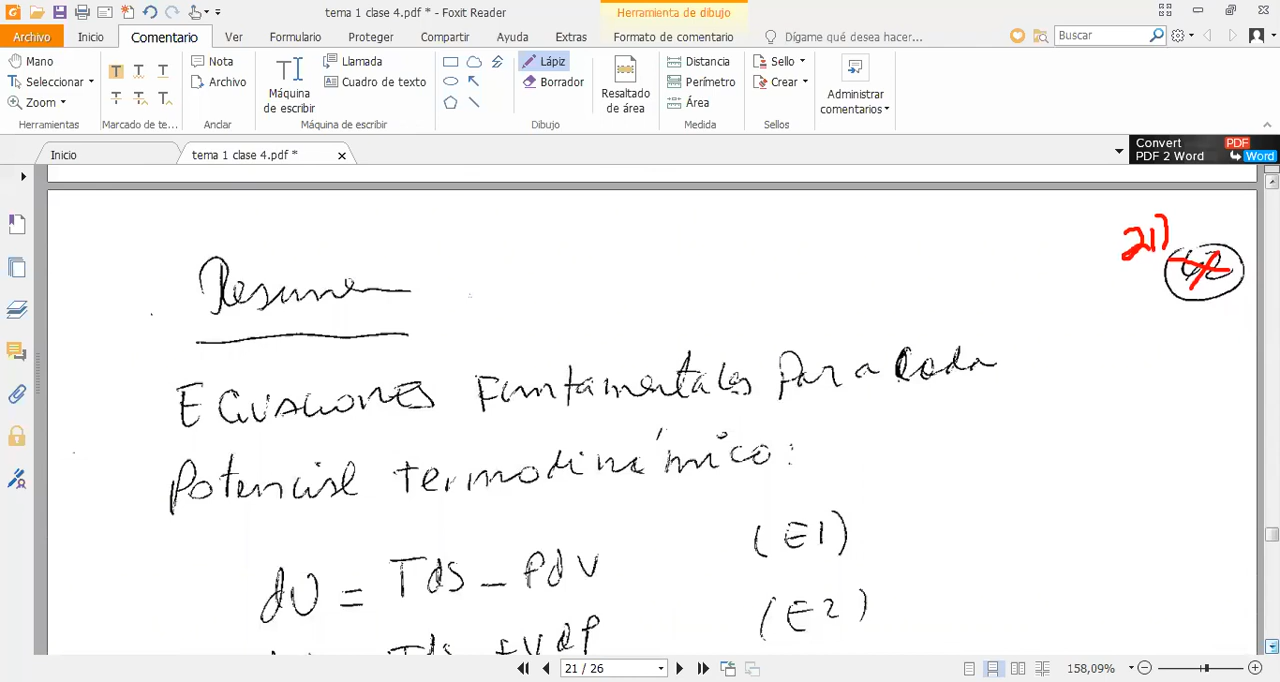 tema 1 clase 4.pdf * - Foxit Reader
Herramienta de dibujo
Archivo Inicio Comentario Ver Formulario Proteger Compartir Ayuda Extras Formato de comentario Dígame qué desea hacer... Buscar
Mano
Seleccionar
Zoom
Herramientas
T T T
T T T
Marcado de te...
Nota
Archivo
Anclar
Máquina de escribir
Llamada
Cuadro de texto
Máquina de escribir
Lápiz
Borrador
Dibujo
Resaltado de área
Distancia
Perímetro
Área
Medida
Sello
Crear
Sellos
Administrar comentarios
Inicio
tema 1 clase 4.pdf *
Convert PDF
PDF 2 Word Word
21)
Resumen
Ecuaciones Funtamentales Para Cada
Potencial termodinámico:
dU = Tds - Pdv (E1)
Tds + Vdp (E2)
21 / 26
158,09%